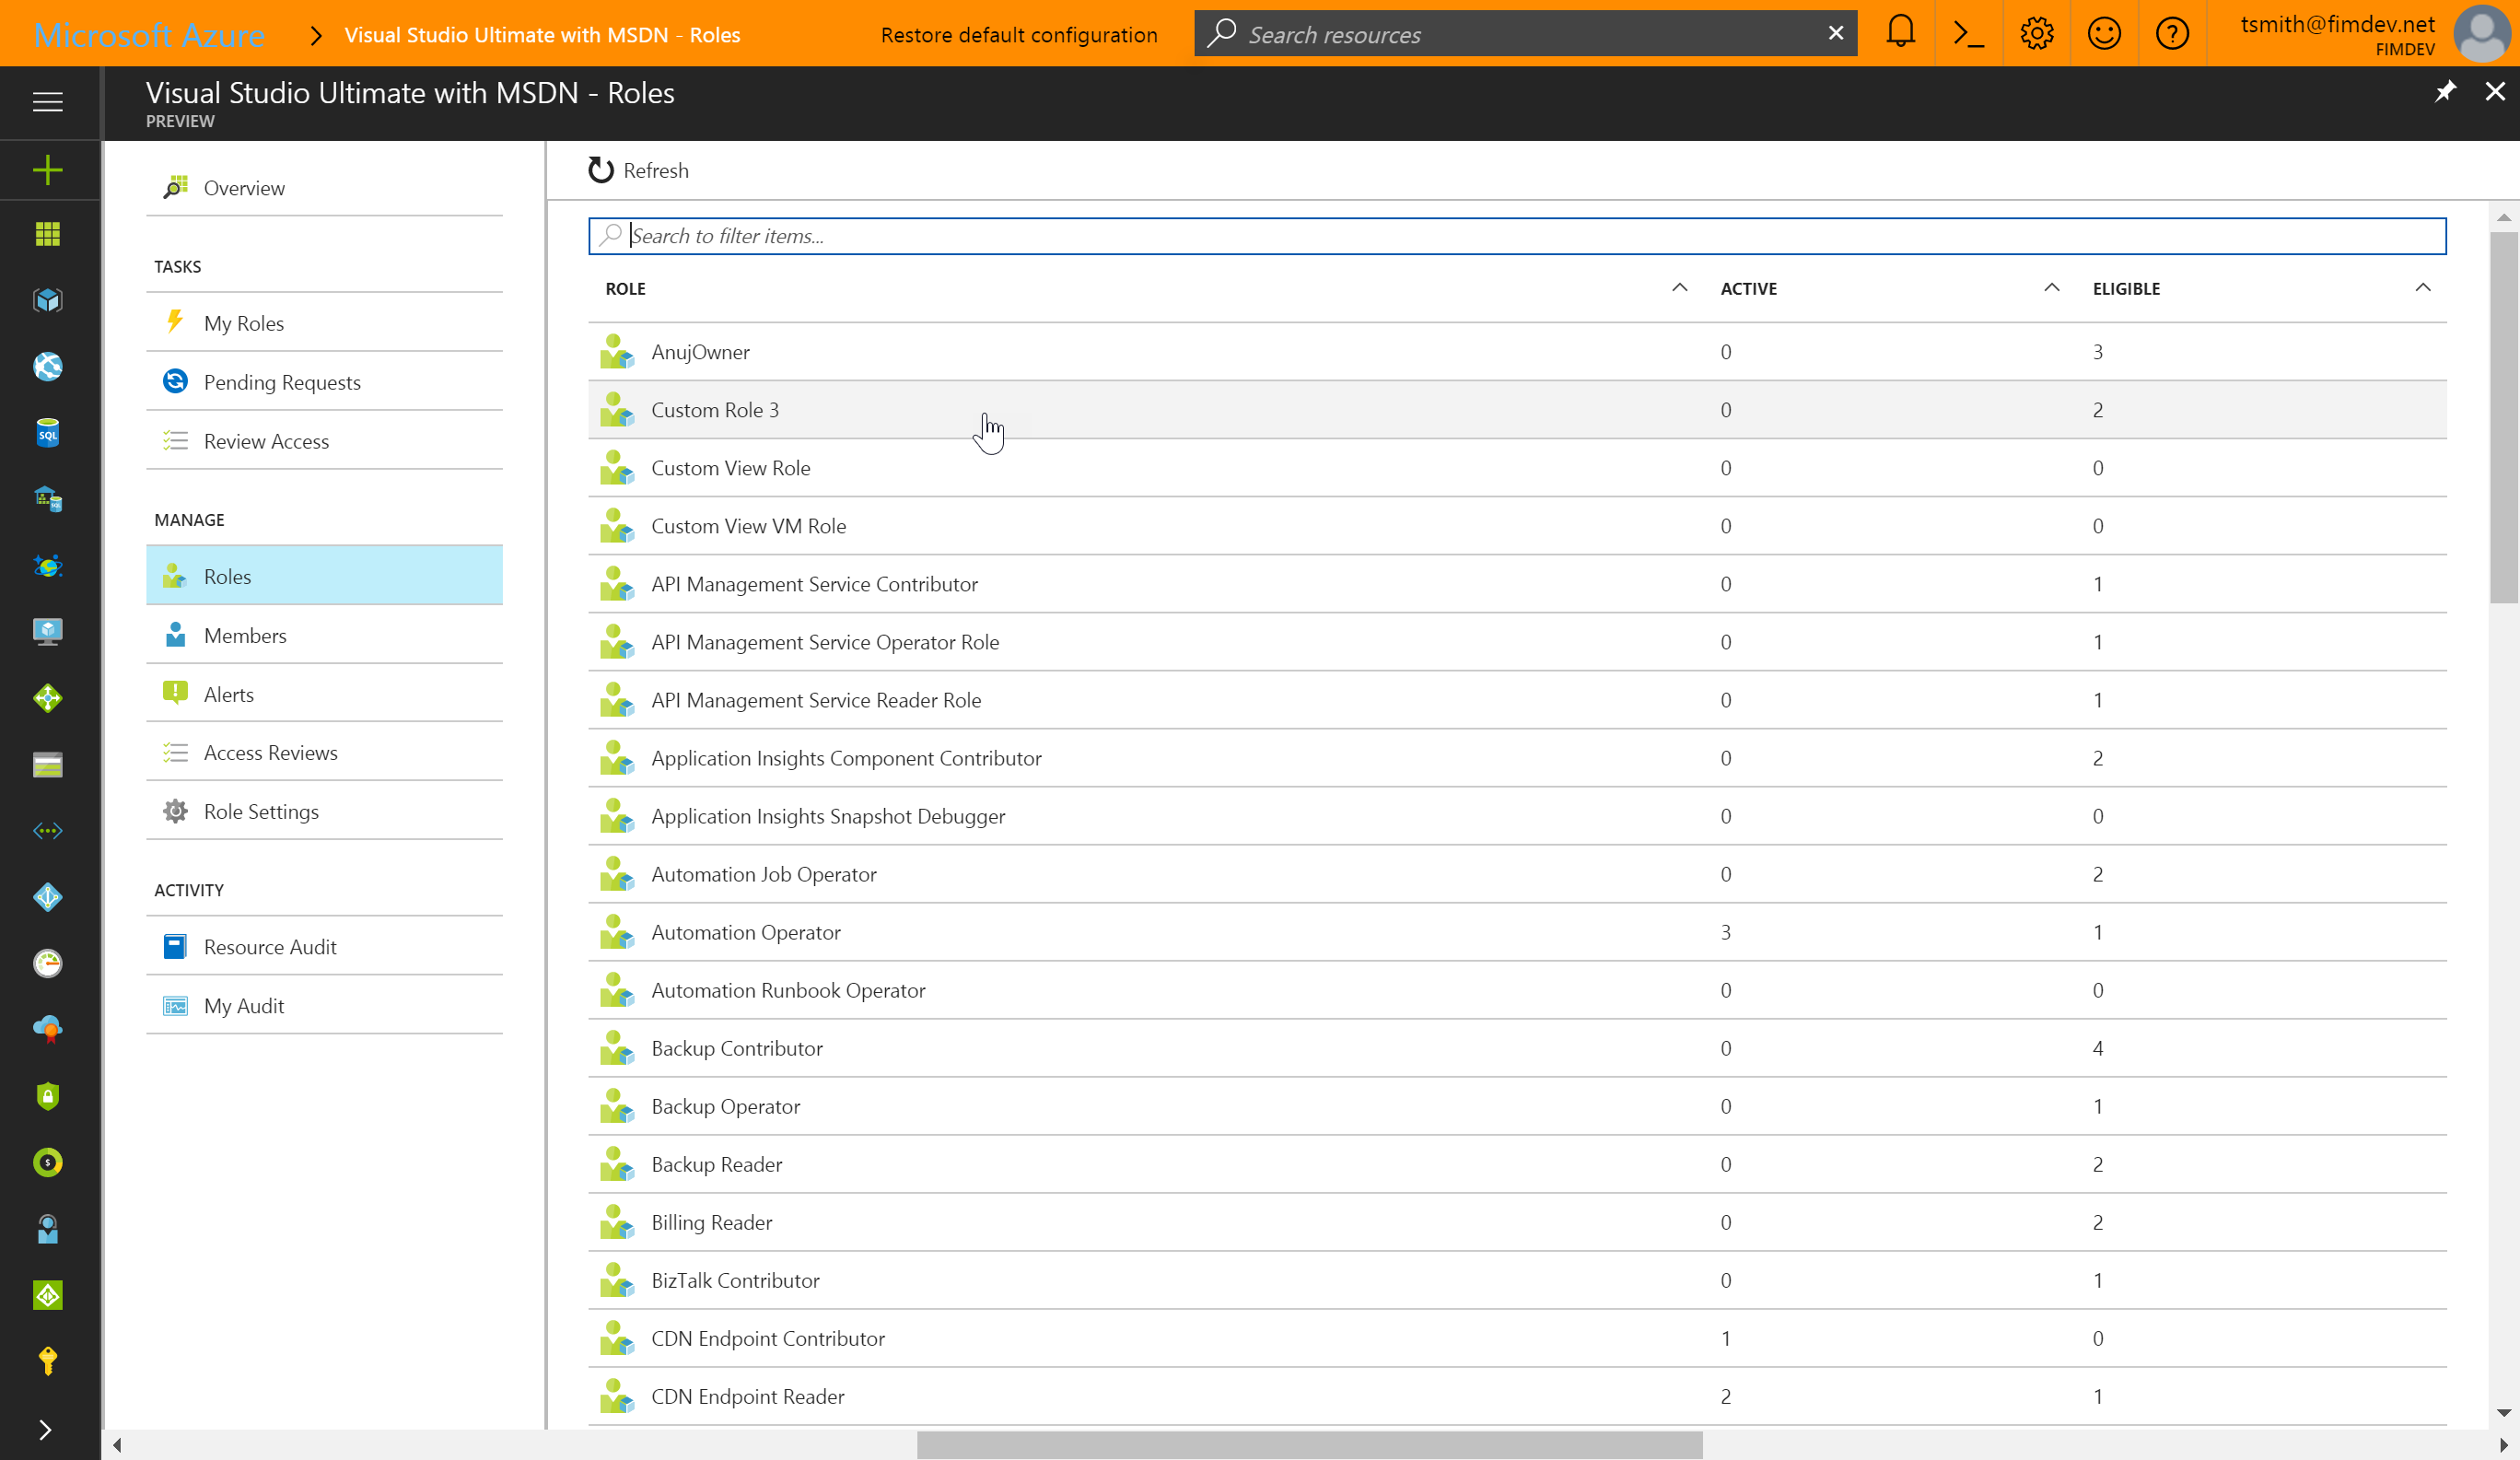 Microsoft Azure
Visual Studio Ultimate with MSDN - Roles
Restore default configuration
Search resources
tsmith@fimdev.net
FIMDEV
Visual Studio Ultimate with MSDN - Roles
PREVIEW
Overview
TASKS
My Roles
Pending Requests
Review Access
MANAGE
Roles
Members
Alerts
Access Reviews
Role Settings
ACTIVITY
Resource Audit
My Audit
SQL
Refresh
Search to filter items...
ROLE ACTIVE ELIGIBLE
AnujOwner 0 3
Custom Role 3 0 2
Custom View Role 0 0
Custom View VM Role 0 0
API Management Service Contributor 0 1
API Management Service Operator Role 0 1
API Management Service Reader Role 0 1
Application Insights Component Contributor 0 2
Application Insights Snapshot Debugger 0 0
Automation Job Operator 0 2
Automation Operator 3 1
Automation Runbook Operator 0 0
Backup Contributor 0 4
Backup Operator 0 1
Backup Reader 0 2
Billing Reader 0 2
BizTalk Contributor 0 1
CDN Endpoint Contributor 1 0
CDN Endpoint Reader 2 1